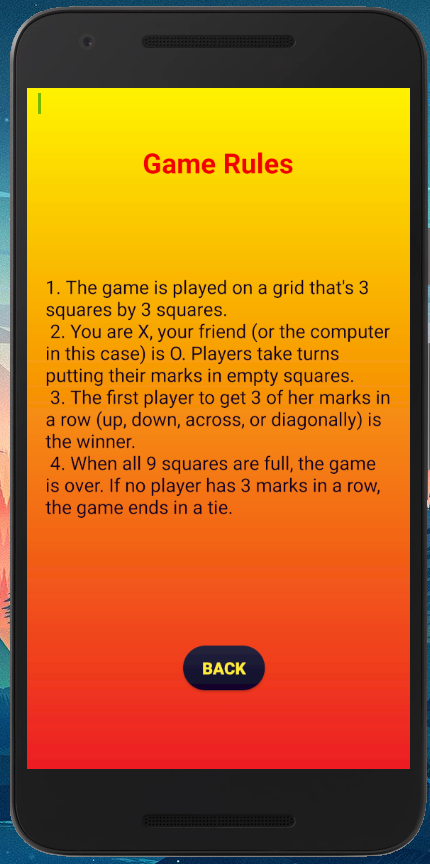 Game Rules
1. The game is played on a grid that's 3
squares by 3 squares.
2. You are X, your friend (or the computer
in this case) is O. Players take turns
putting their marks in empty squares.
3. The first player to get 3 of her marks in
a row (up, down, across, or diagonally) is
the winner.
4. When all 9 squares are full, the game
is over. If no player has 3 marks in a row,
the game ends in a tie.
BACK